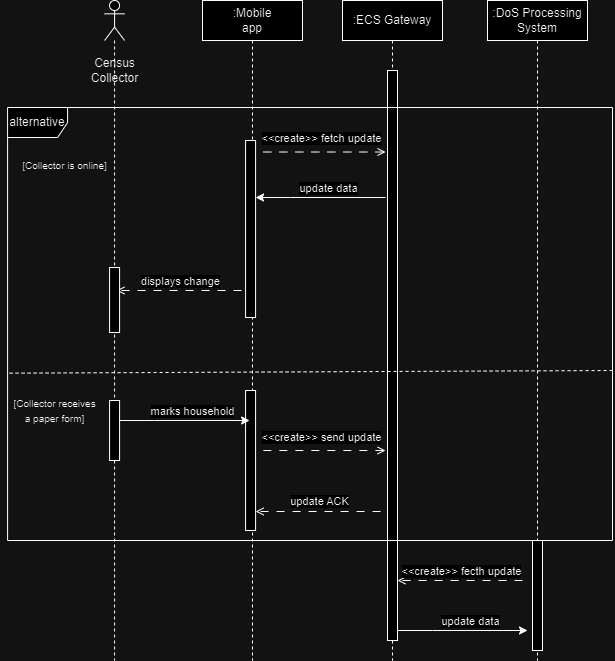 :Mobile
app
:ECS Gateway
:DoS Processing
System
Census
Collector
alternative
<<create>> fetch update
[Collector is online]
update data
displays change
[Collector receives
a paper form]
marks household
<<create>> send update
update ACK
<<create>> fecth update
update data